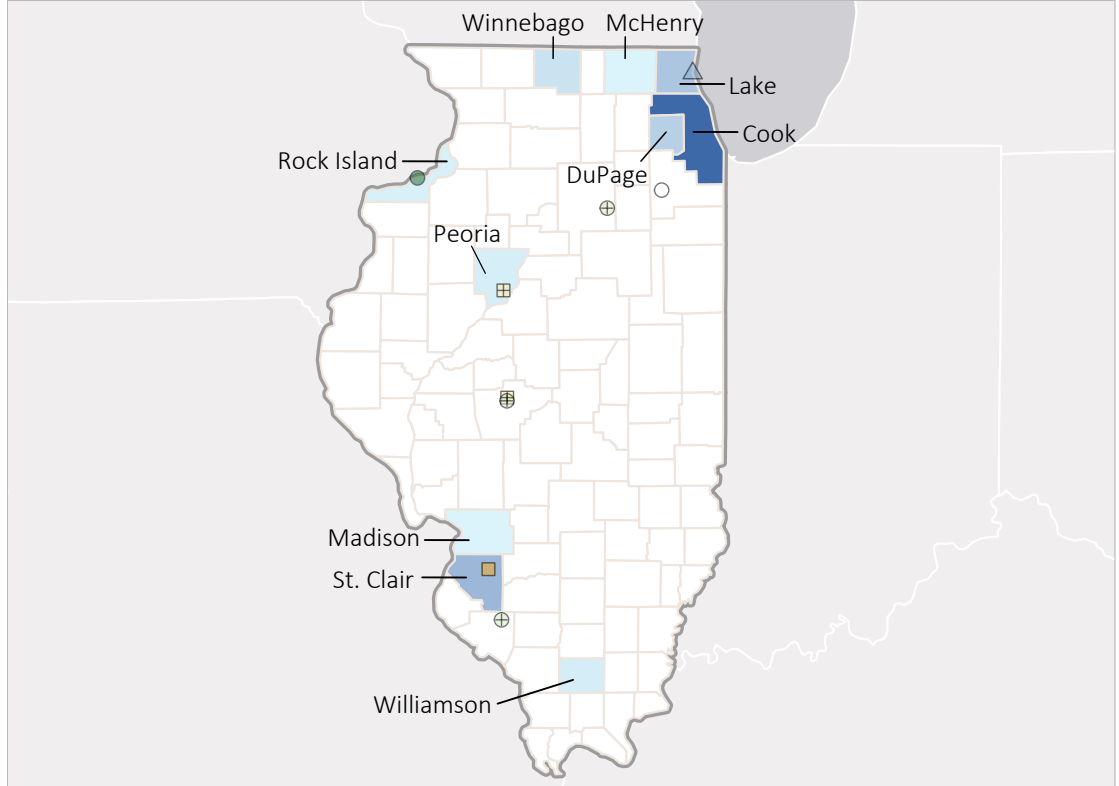 Winnebago
McHenry
Lake
Cook
Rock Island
DuPage
Peoria
Madison
St. Clair
Williamson